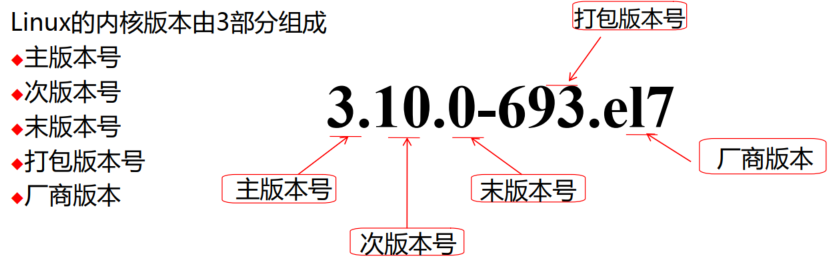 Linux的内核版本由3部分组成
◆主版本号
◆次版本号
◆末版本号
◆打包版本号
◆厂商版本
打包版本号
3.10.0-693.el7
主版本号
末版本号
厂商版本
次版本号